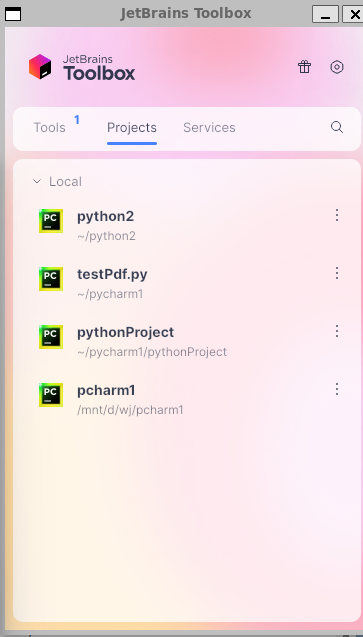 JetBrains Toolbox
JetBrains
Toolbox
Tools 1 Projects Services
Local
PC python2
~/python2
PC testPdf.py
~/pycharm1
PC pythonProject
~/pycharm1/pythonProject
PC pcharm1
/mnt/d/wj/pcharm1